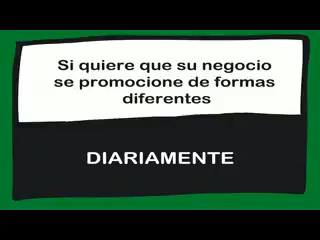 Si quiere que su negocio
se promocione de formas
diferentes
DIARIAMENTE